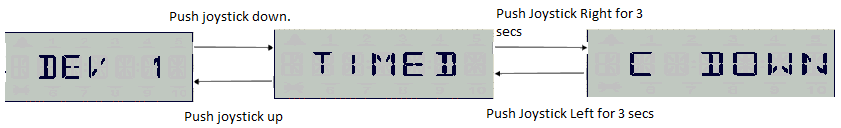 Push joystick down.
Push Joystick Right for 3
secs
DEV 1
TIMED
C DOWN
Push joystick up
Push Joystick Left for 3 secs